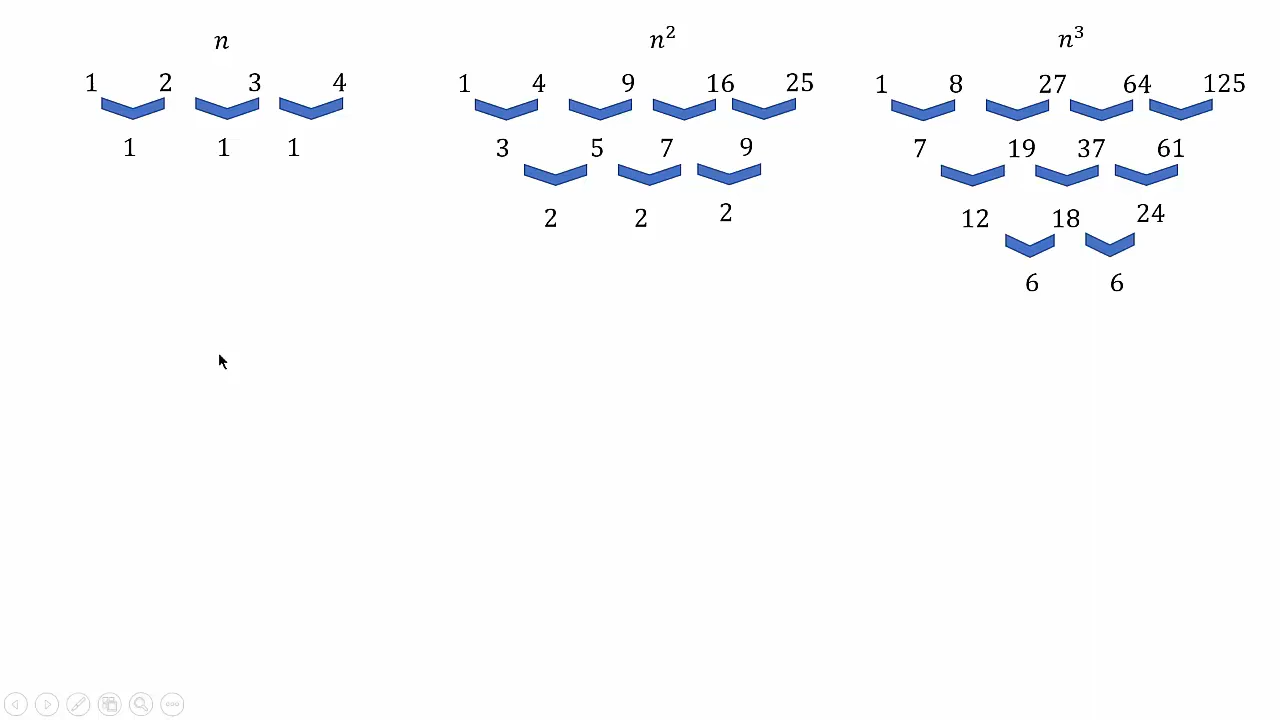 n
1 2 3 4
1 1 1
n²
1 4 9 16 25
3 5 7 9
2 2 2
n³
1 8 27 64 125
7 19 37 61
12 18 24
6 6